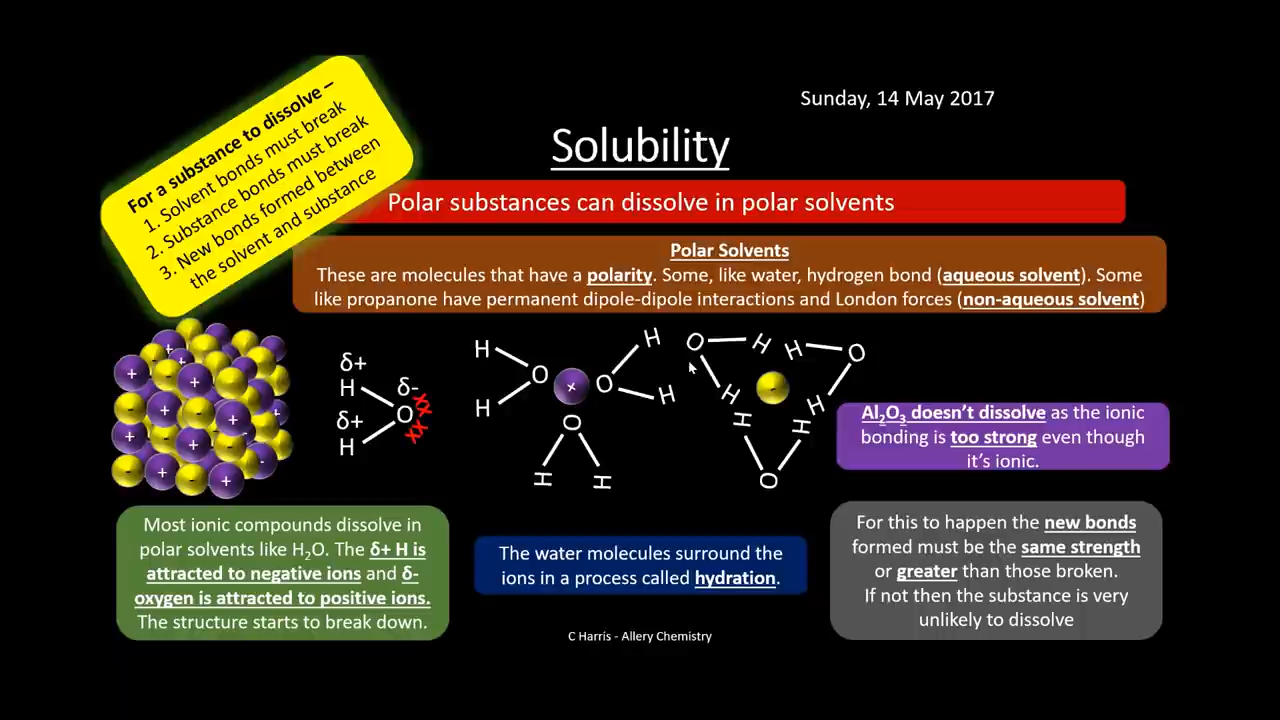 Sunday, 14 May 2017
Solubility
For a substance to dissolve –
1. Solvent bonds must break
2. Substance bonds must break
3. New bonds formed between
the solvent and substance
Polar substances can dissolve in polar solvents
Polar Solvents
These are molecules that have a polarity. Some, like water, hydrogen bond (aqueous solvent). Some
like propanone have permanent dipole-dipole interactions and London forces (non-aqueous solvent)
δ+
H
δ-
O
xx
xx
δ+
H
H
O
H
+
O
H
H
O
H
H
O
H
H
O
H
H
H
H
O
-
Al₂O₃ doesn't dissolve as the ionic
bonding is too strong even though
it's ionic.
Most ionic compounds dissolve in
polar solvents like H₂O. The δ+ H is
attracted to negative ions and δ-
oxygen is attracted to positive ions.
The structure starts to break down.
The water molecules surround the
ions in a process called hydration.
For this to happen the new bonds
formed must be the same strength
or greater than those broken.
If not then the substance is very
unlikely to dissolve
C Harris - Allery Chemistry